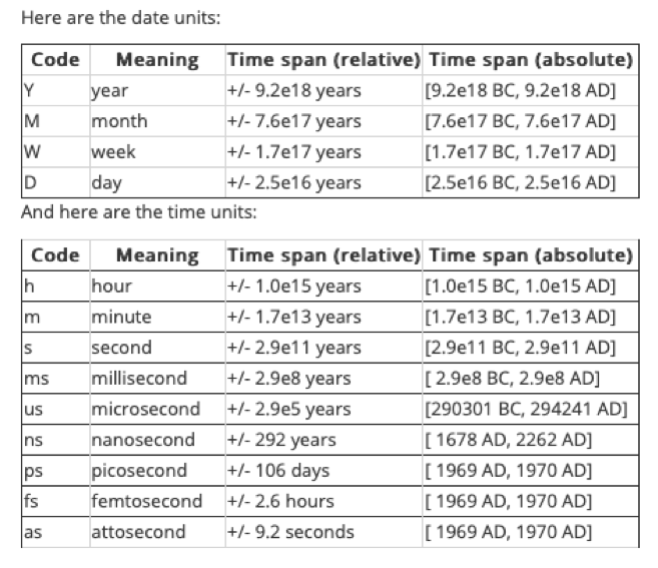 Here are the date units:
Code Meaning Time span (relative) Time span (absolute)
Y year +/- 9.2e18 years [9.2e18 BC, 9.2e18 AD]
M month +/- 7.6e17 years [7.6e17 BC, 7.6e17 AD]
W week +/- 1.7e17 years [1.7e17 BC, 1.7e17 AD]
D day +/- 2.5e16 years [2.5e16 BC, 2.5e16 AD]
And here are the time units:
Code Meaning Time span (relative) Time span (absolute)
h hour +/- 1.0e15 years [1.0e15 BC, 1.0e15 AD]
m minute +/- 1.7e13 years [1.7e13 BC, 1.7e13 AD]
s second +/- 2.9e11 years [2.9e11 BC, 2.9e11 AD]
ms millisecond +/- 2.9e8 years [ 2.9e8 BC, 2.9e8 AD]
us microsecond +/- 2.9e5 years [290301 BC, 294241 AD]
ns nanosecond +/- 292 years [ 1678 AD, 2262 AD]
ps picosecond +/- 106 days [ 1969 AD, 1970 AD]
fs femtosecond +/- 2.6 hours [ 1969 AD, 1970 AD]
as attosecond +/- 9.2 seconds [ 1969 AD, 1970 AD]